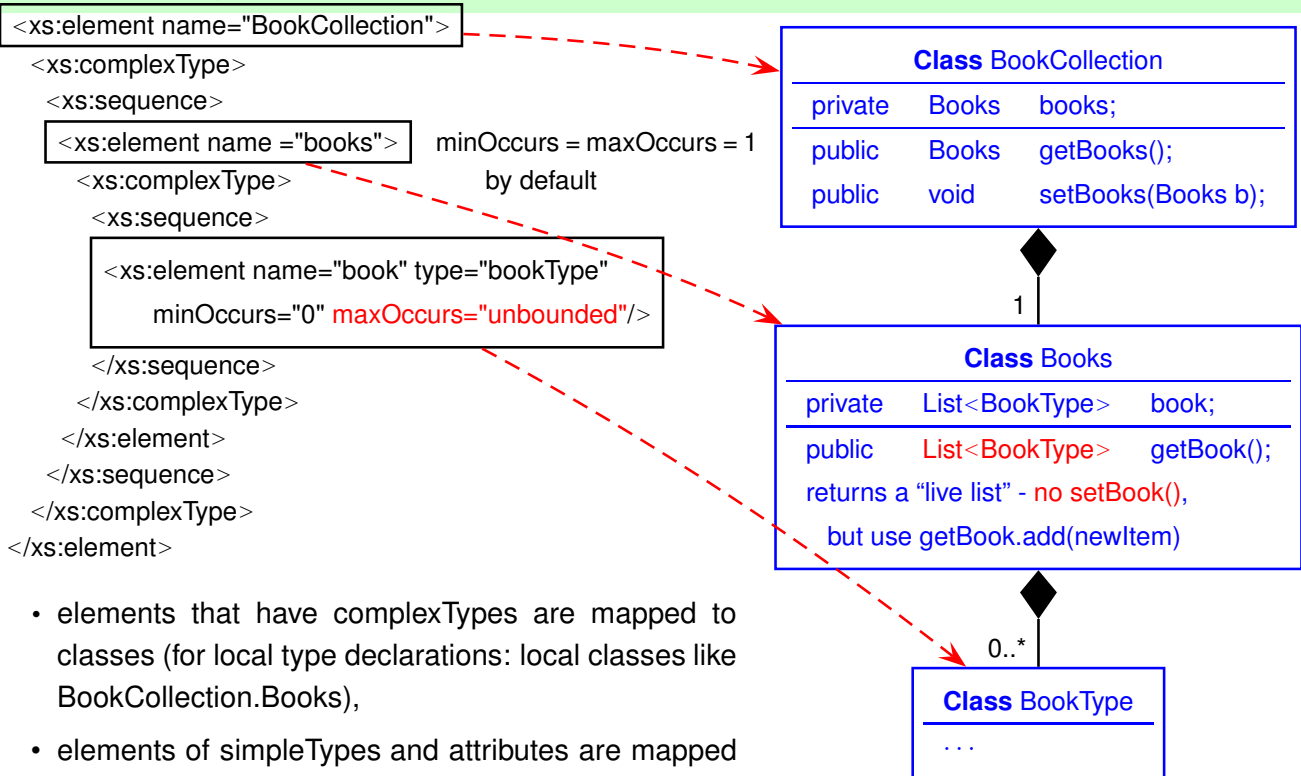 <xs:element name="BookCollection">
<xs:complexType>
<xs:sequence>
<xs:element name ="books"> minOccurs = maxOccurs = 1
<xs:complexType> by default
<xs:sequence>
<xs:element name="book" type="bookType"
minOccurs="0" maxOccurs="unbounded"/>
</xs:sequence>
</xs:complexType>
</xs:element>
</xs:sequence>
</xs:complexType>
</xs:element>
• elements that have complexTypes are mapped to
classes (for local type declarations: local classes like
BookCollection.Books),
• elements of simpleTypes and attributes are mapped
Class BookCollection
private Books books;
public Books getBooks();
public void setBooks(Books b);
1
Class Books
private List<BookType> book;
public List<BookType> getBook();
returns a “live list” - no setBook(),
but use getBook.add(newItem)
0..*
Class BookType
. . .